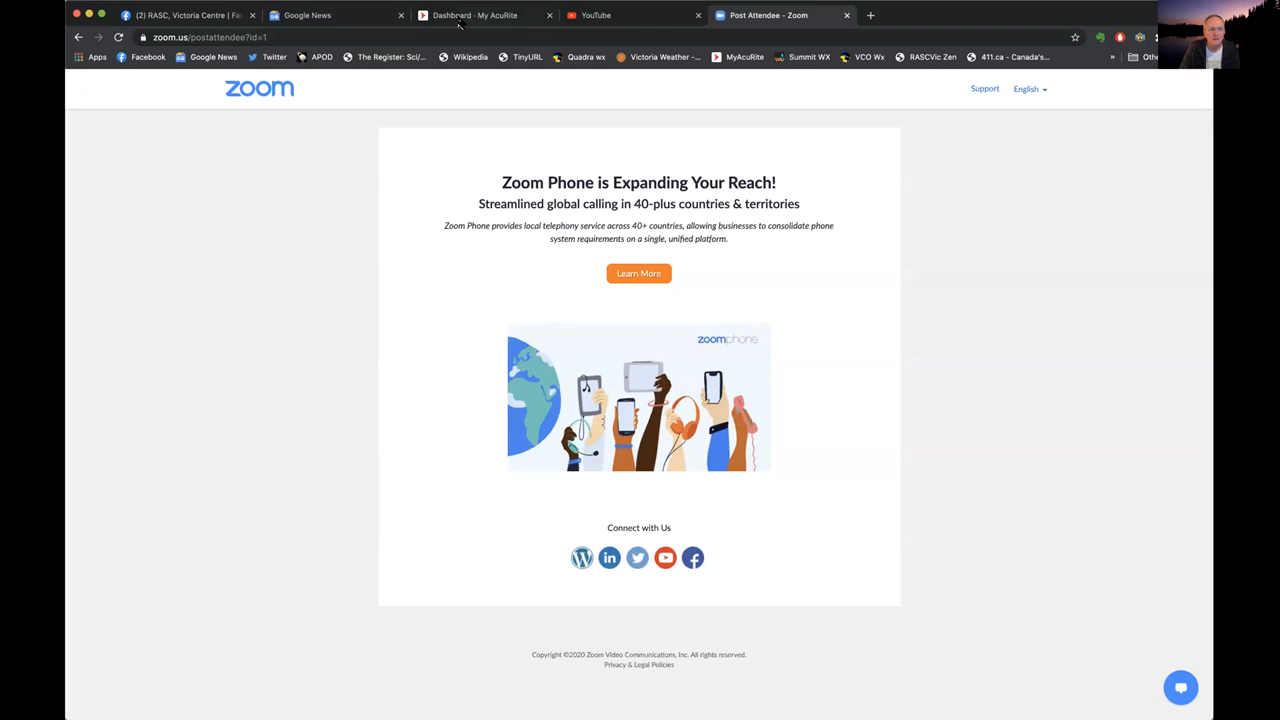 (2) RASC, Victoria Centre | Fac
Google News
Dashboard - My AcuRite
YouTube
Post Attendee - Zoom
zoom.us/postattendee?id=1
Apps
Facebook
Google News
Twitter
APOD
The Register: Sci/...
Wikipedia
TinyURL
Quadra wx
Victoria Weather -...
MyAcuRite
Summit WX
VCO Wx
RASCVic Zen
411.ca - Canada's...
»
Othe
zoom
Support
English
Zoom Phone is Expanding Your Reach!
Streamlined global calling in 40-plus countries & territories
Zoom Phone provides local telephony service across 40+ countries, allowing businesses to consolidate phone
system requirements on a single, unified platform.
Learn More
zoomphone
Connect with Us
Copyright ©2020 Zoom Video Communications, Inc. All rights reserved.
Privacy & Legal Policies